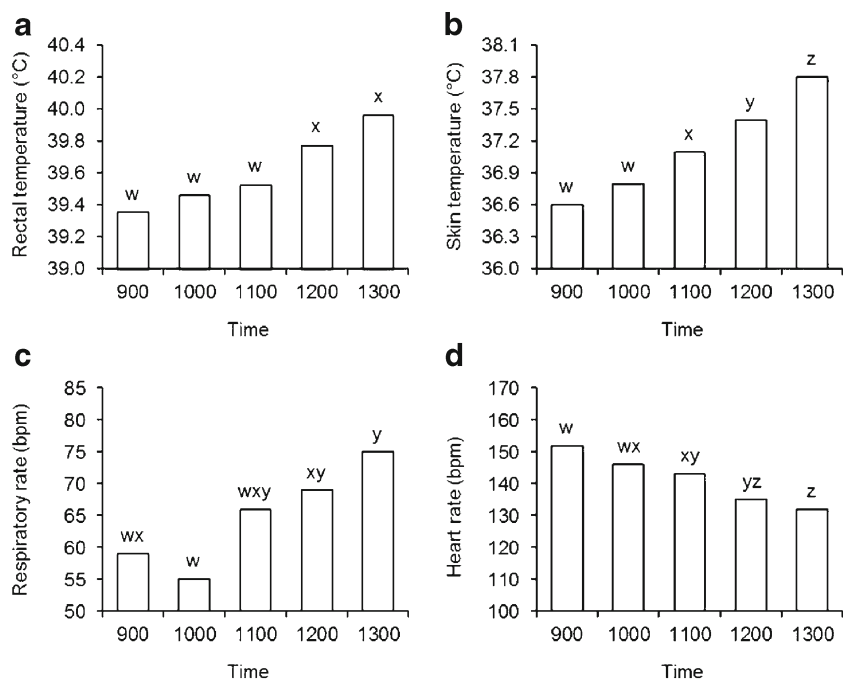 a
Rectal temperature (°C)
40.4
40.2
40.0
39.8
39.6
39.4
39.2
39.0
w
w
w
x
x
900 1000 1100 1200 1300
Time
b
Skin temperature (°C)
38.1
37.8
37.5
37.2
36.9
36.6
36.3
36.0
w
w
x
y
z
900 1000 1100 1200 1300
Time
c
Respiratory rate (bpm)
85
80
75
70
65
60
55
50
wx
w
wxy
xy
y
900 1000 1100 1200 1300
Time
d
Heart rate (bpm)
170
160
150
140
130
120
110
100
w
wx
xy
yz
z
900 1000 1100 1200 1300
Time